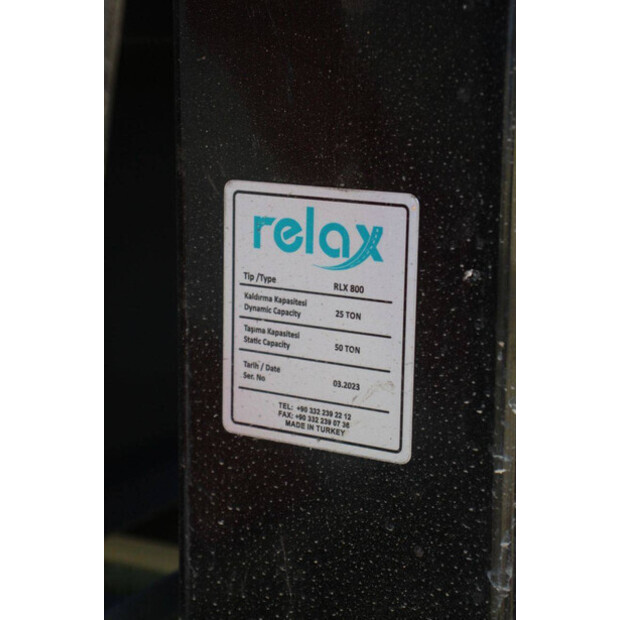 relax
Tip /Type RLX 800
Kaldırma Kapasitesi
Dynamic Capacity 25 TON
Taşıma Kapasitesi
Static Capacity 50 TON
Tarih / Date
Ser. No 03.2023
TEL: +90 332 239 22 12
FAX: +90 332 239 07 36
MADE IN TURKEY